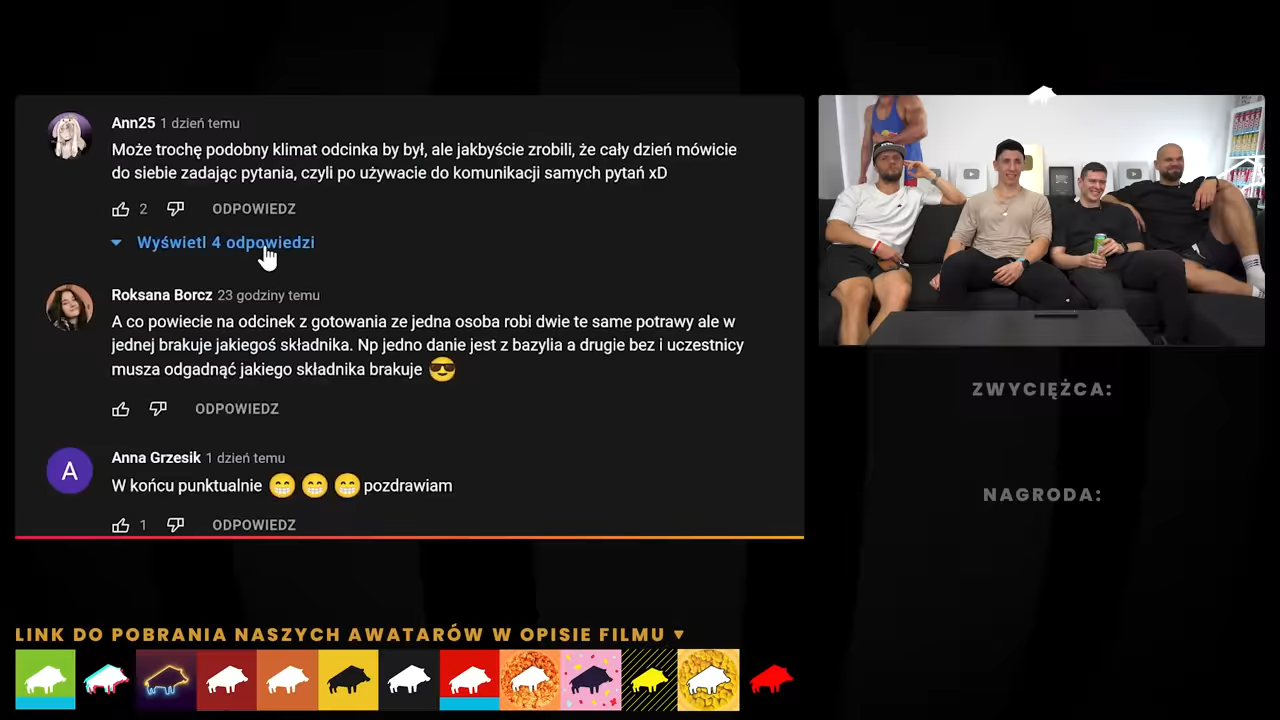 Ann25 1 dzień temu
Może trochę podobny klimat odcinka by był, ale jakbyście zrobili, że cały dzień mówicie
do siebie zadając pytania, czyli po używacie do komunikacji samych pytań xD
2 ODPOWIEDZ
Wyświetl 4 odpowiedzi
Roksana Borcz 23 godziny temu
A co powiecie na odcinek z gotowania ze jedna osoba robi dwie te same potrawy ale w
jednej brakuje jakiegoś składnika. Np jedno danie jest z bazylia a drugie bez i uczestnicy
musza odgadnąć jakiego składnika brakuje 😎
ODPOWIEDZ
A
Anna Grzesik 1 dzień temu
W końcu punktualnie 😁 😁 😁 pozdrawiam
1 ODPOWIEDZ
ZWYCIĘŻCA:
NAGRODA:
LINK DO POBRANIA NASZYCH AWATARÓW W OPISIE FILMU ▼